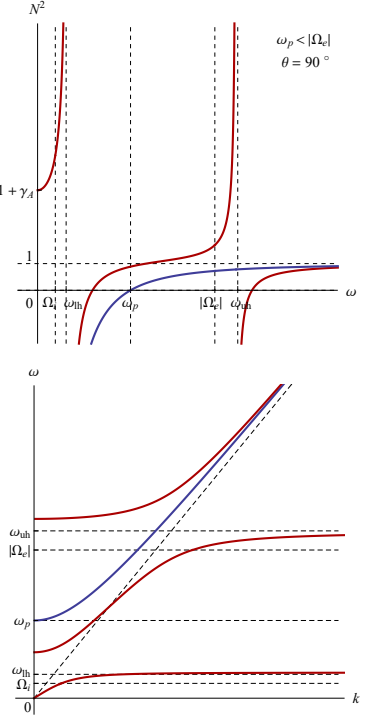 N²
ω_p < |Ω_e|
θ = 90 °
1 + γ_A
1
0 Ω_i ω_lh ω_p |Ω_e| ω_uh ω
ω
ω_uh
|Ω_e|
ω_p
ω_lh
Ω_i
0
k